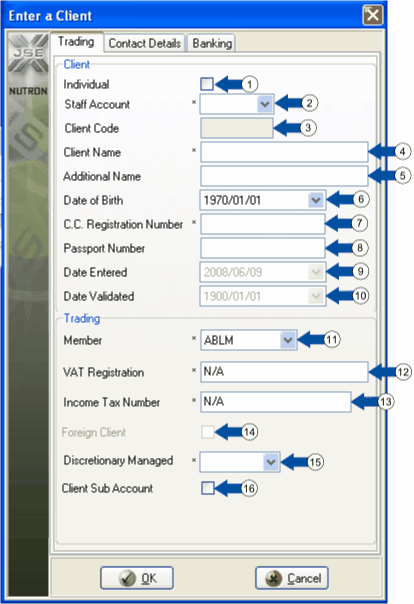 Enter a Client
JSE
NUTRON
Trading Contact Details Banking
Client
Individual 1
Staff Account * 2
Client Code 3
Client Name * 4
Additional Name 5
Date of Birth 1970/01/01 6
C.C. Registration Number * 7
Passport Number 8
Date Entered 2008/06/09 9
Date Validated 1900/01/01 10
Trading
Member * ABLM 11
VAT Registration * N/A 12
Income Tax Number * N/A 13
Foreign Client 14
Discretionary Managed * 15
Client Sub Account 16
OK Cancel